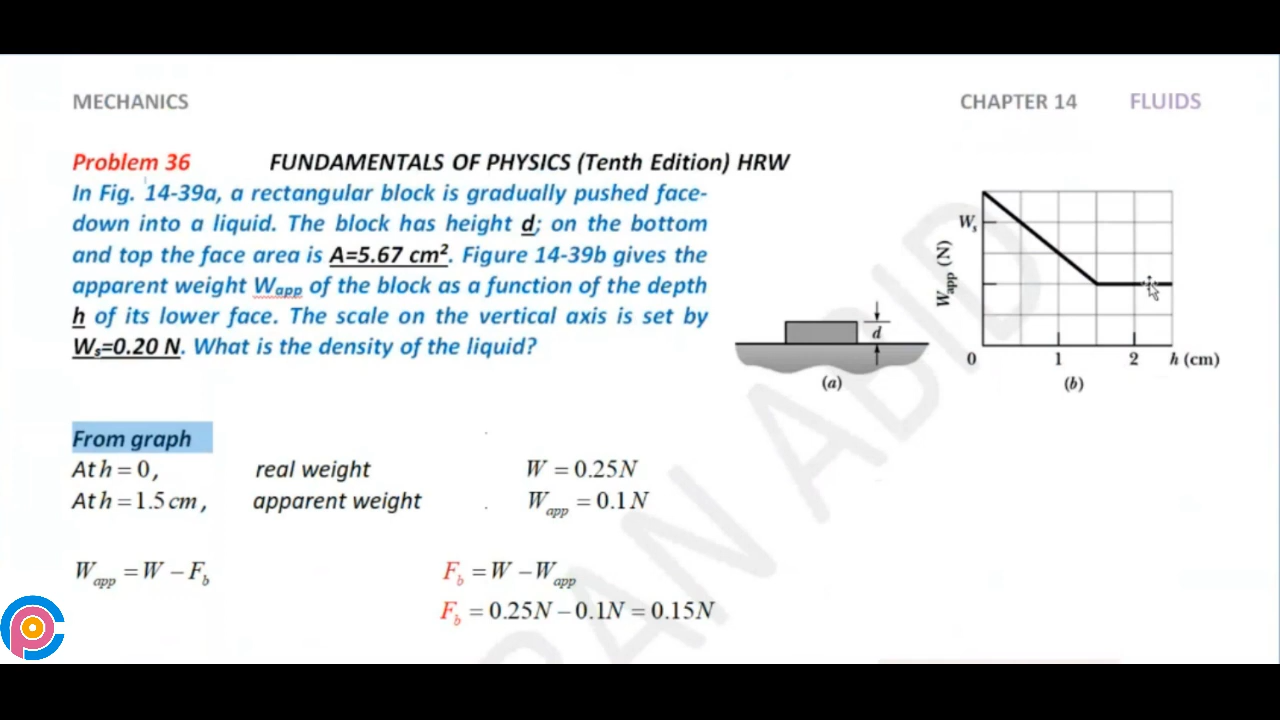 MECHANICS CHAPTER 14 FLUIDS
Problem 36 FUNDAMENTALS OF PHYSICS (Tenth Edition) HRW
In Fig. 14-39a, a rectangular block is gradually pushed face-
down into a liquid. The block has height d; on the bottom
and top the face area is A=5.67 cm². Figure 14-39b gives the
apparent weight Wapp of the block as a function of the depth
h of its lower face. The scale on the vertical axis is set by
Ws=0.20 N. What is the density of the liquid?
d
(a)
Ws
Wapp (N)
0 1 2 h (cm)
(b)
From graph
At h = 0, real weight W = 0.25N
At h = 1.5 cm, apparent weight Wapp = 0.1N
Wapp = W − Fb Fb = W − Wapp
Fb = 0.25N − 0.1N = 0.15N